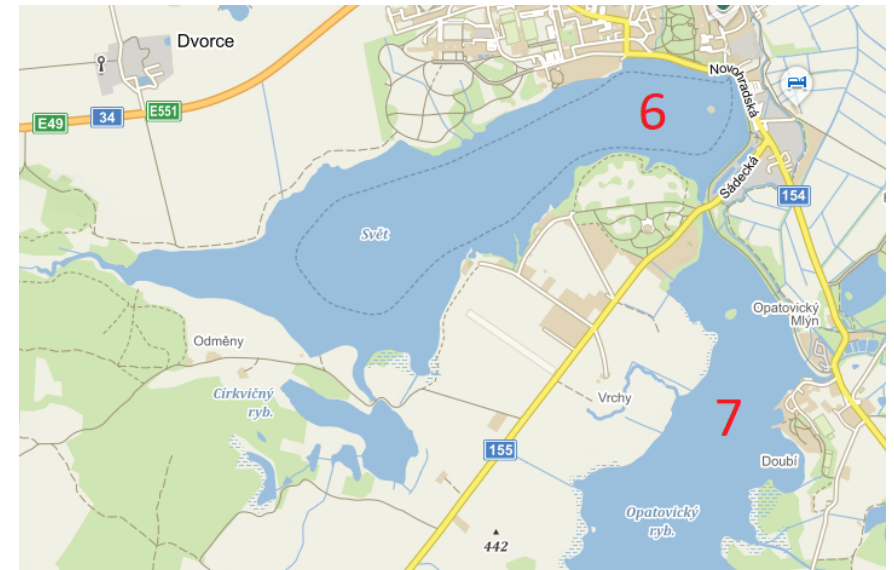 Dvorce
E49
34
E551
6
Novohradská
Sádecká
154
Svět
Opatovický
Mlýn
Odměny
Církvičný
ryb.
Vrchy
7
155
Doubí
Opatovický
ryb.
442